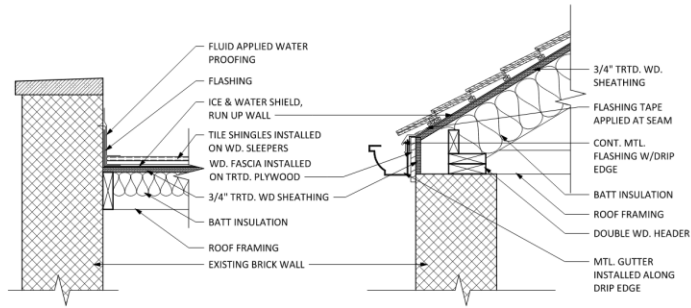 FLUID APPLIED WATER
PROOFING
FLASHING
ICE & WATER SHIELD,
RUN UP WALL
TILE SHINGLES INSTALLED
ON WD. SLEEPERS
WD. FASCIA INSTALLED
ON TRTD. PLYWOOD
3/4" TRTD. WD SHEATHING
BATT INSULATION
ROOF FRAMING
EXISTING BRICK WALL
3/4" TRTD. WD.
SHEATHING
FLASHING TAPE
APPLIED AT SEAM
CONT. MTL.
FLASHING W/DRIP
EDGE
BATT INSULATION
ROOF FRAMING
DOUBLE WD. HEADER
MTL. GUTTER
INSTALLED ALONG
DRIP EDGE